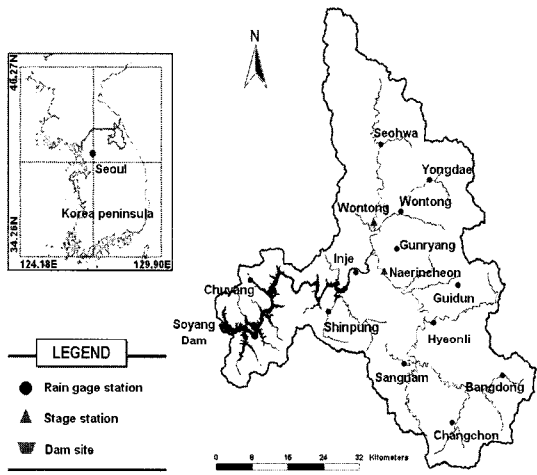 N
40.27N
34.26N
124.18E
129.90E
Seoul
Korea peninsula
Seohwa
Yongdae
Wontong
Wontong
Gunryang
Inje
Naerincheon
Chuyang
Guidun
Soyang
Dam
Shinpung
Hyeonli
Sangnam
Bangdong
Changchon
LEGEND
Rain gage station
Stage station
Dam site
0 4 8 16 24 32 Kilometers